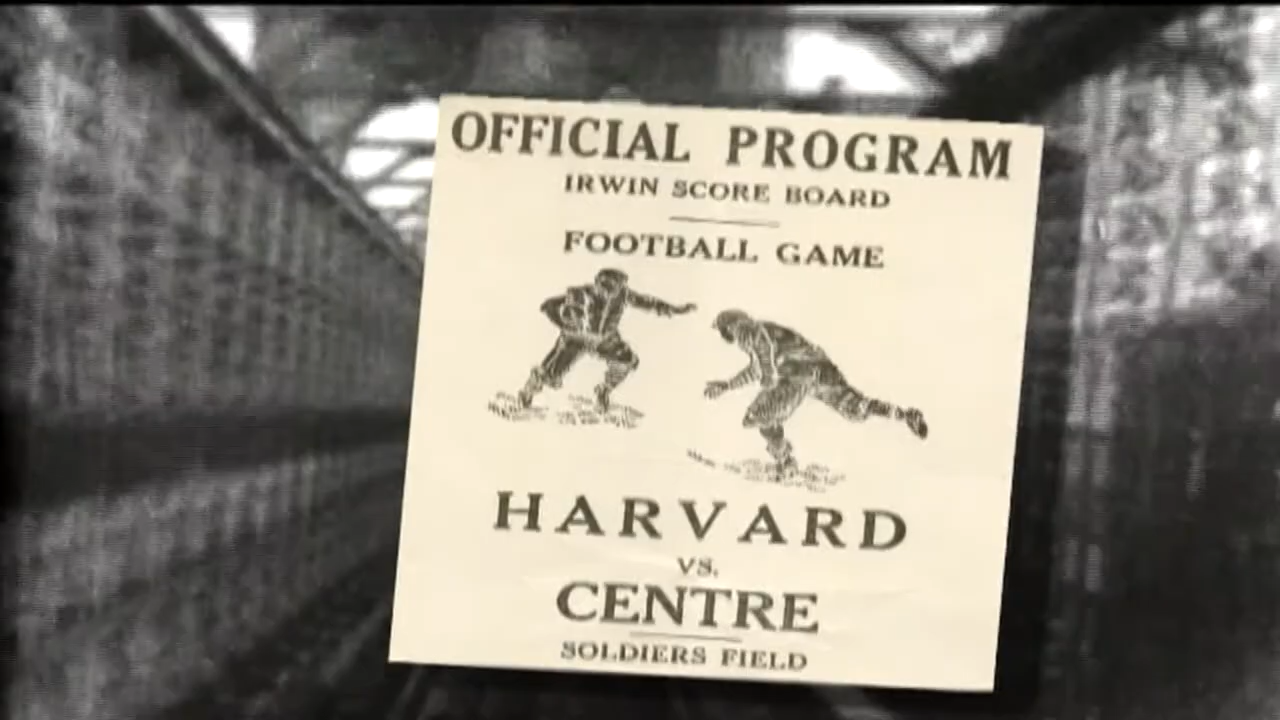 OFFICIAL PROGRAM
IRWIN SCORE BOARD
FOOTBALL GAME
HARVARD
VS.
CENTRE
SOLDIERS FIELD